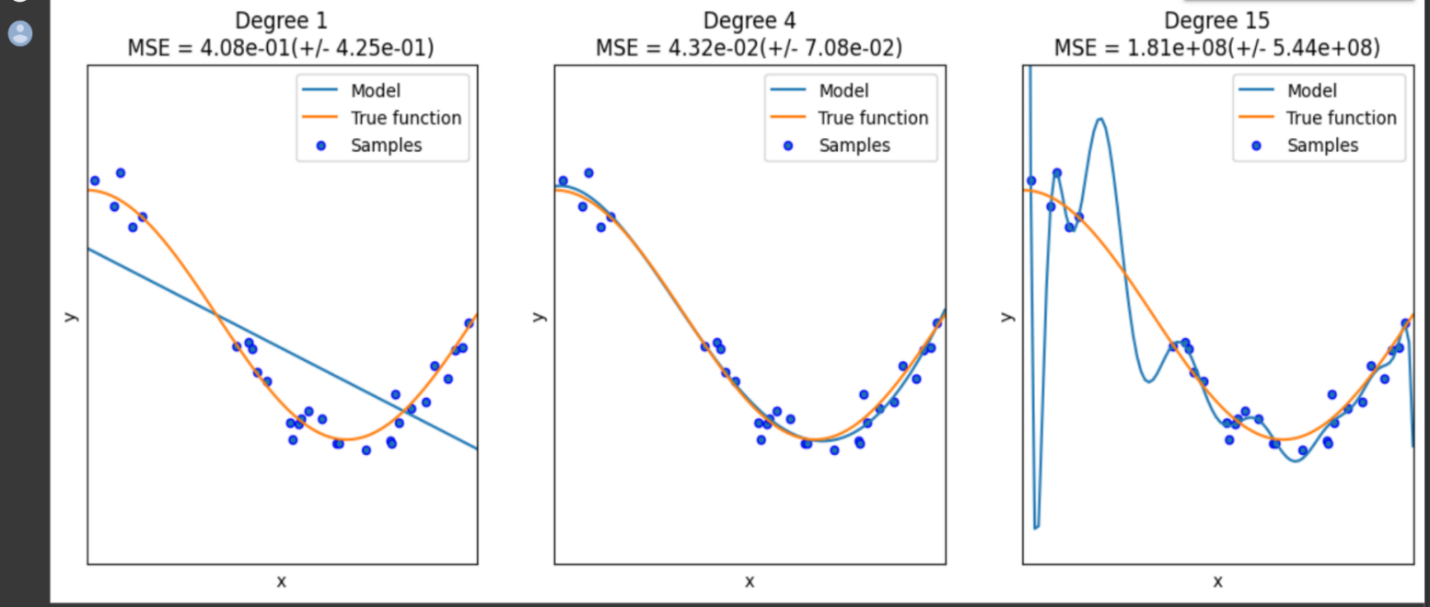 Degree 1
MSE = 4.08e-01(+/- 4.25e-01)
Model
True function
Samples
y
x
Degree 4
MSE = 4.32e-02(+/- 7.08e-02)
Model
True function
Samples
y
x
Degree 15
MSE = 1.81e+08(+/- 5.44e+08)
Model
True function
Samples
y
x